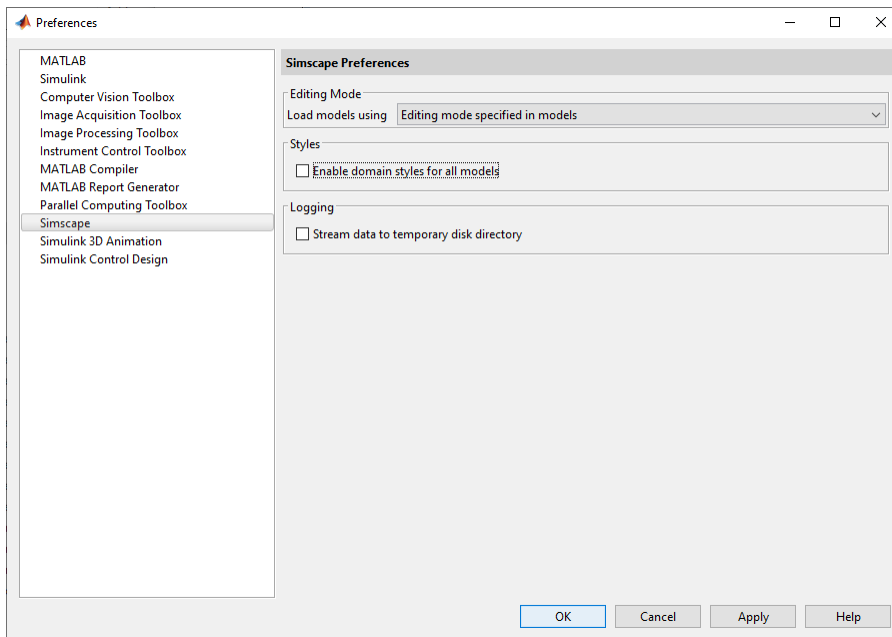 Preferences
MATLAB
Simulink
Computer Vision Toolbox
Image Acquisition Toolbox
Image Processing Toolbox
Instrument Control Toolbox
MATLAB Compiler
MATLAB Report Generator
Parallel Computing Toolbox
Simscape
Simulink 3D Animation
Simulink Control Design
Simscape Preferences
Editing Mode
Load models using Editing mode specified in models
Styles
Enable domain styles for all models
Logging
Stream data to temporary disk directory
OK Cancel Apply Help